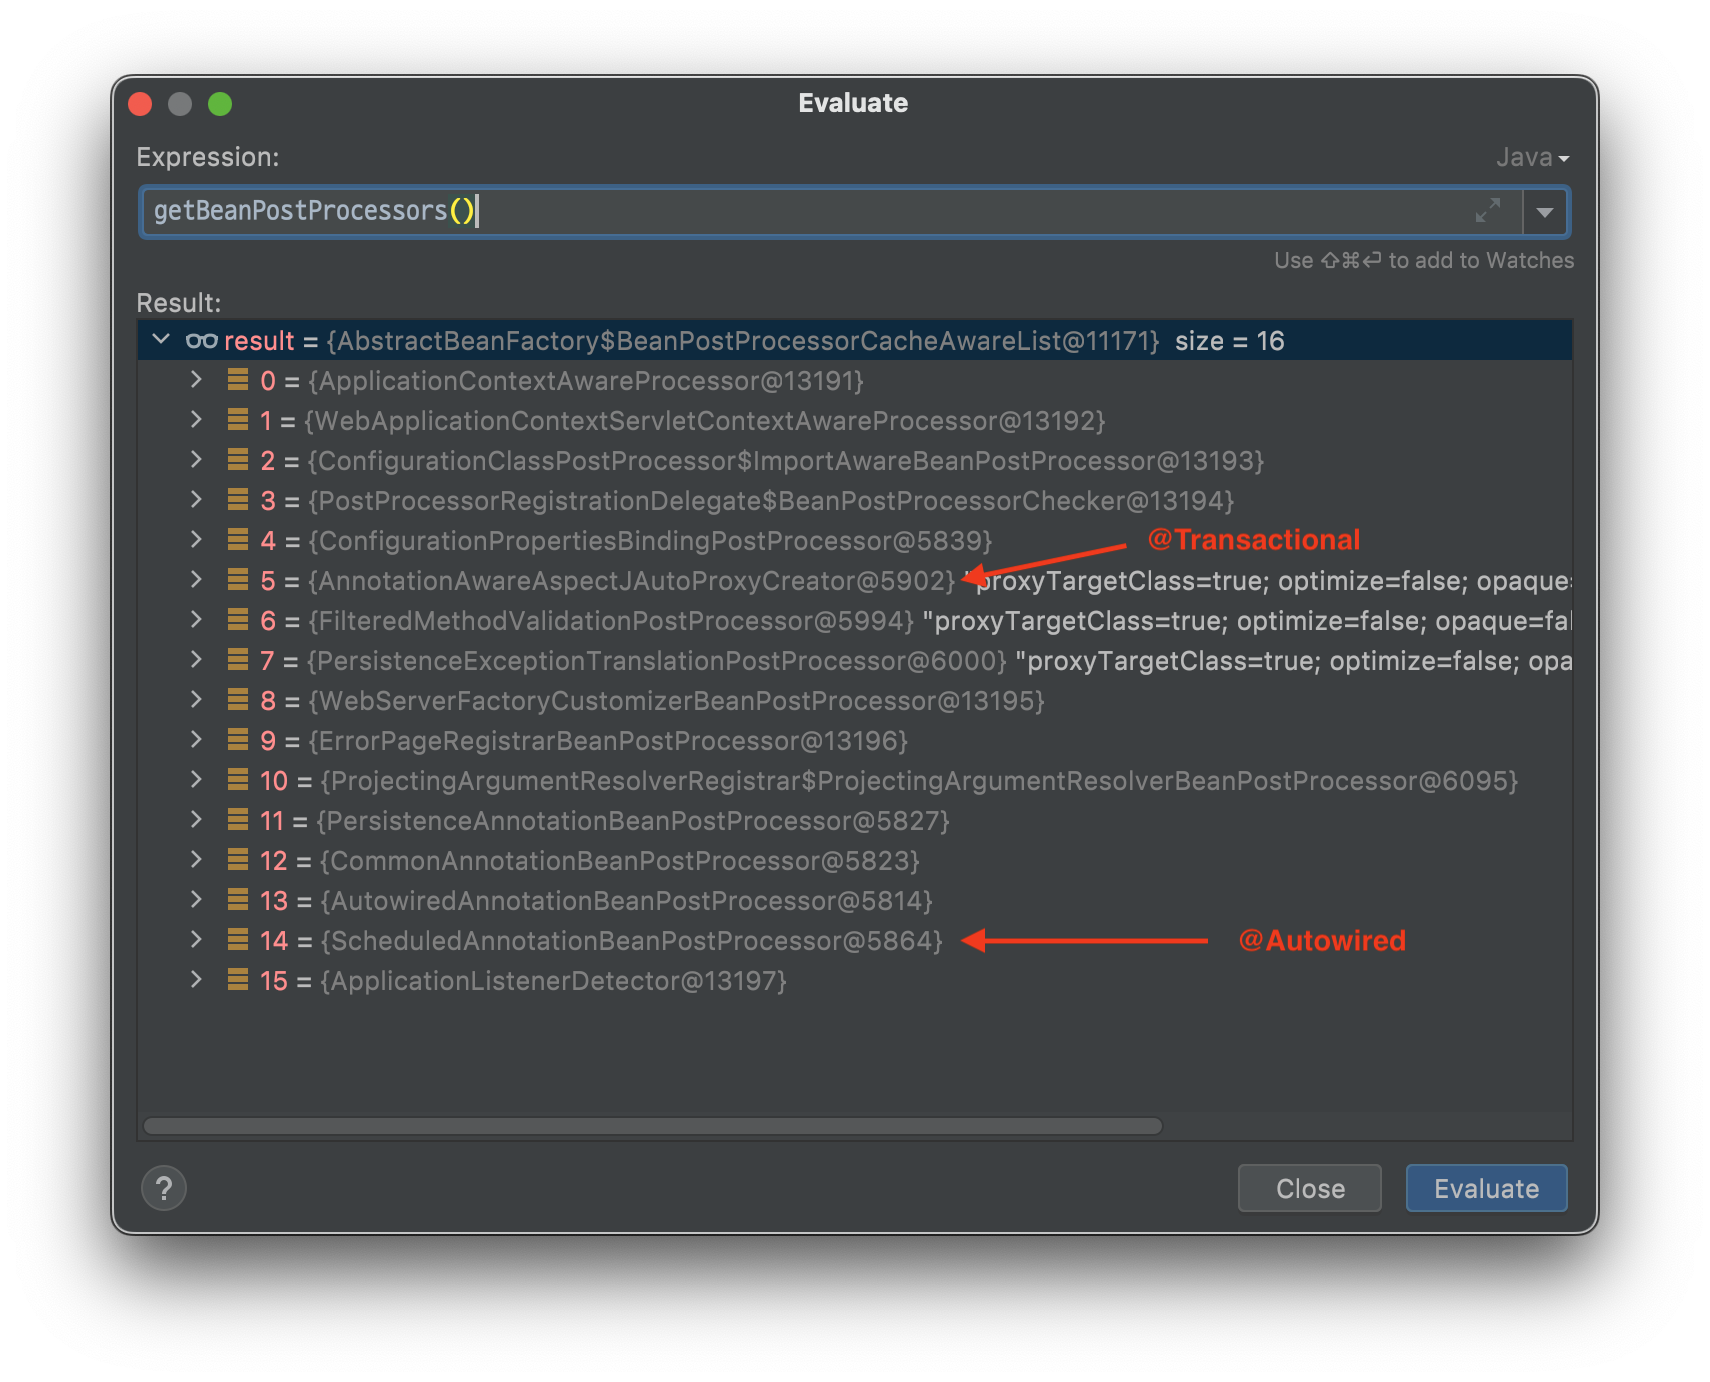 Evaluate
Expression:
Java
getBeanPostProcessors()
Use ⇧⌘⏎ to add to Watches
Result:
result = {AbstractBeanFactory$BeanPostProcessorCacheAwareList@11171} size = 16
0 = {ApplicationContextAwareProcessor@13191}
1 = {WebApplicationContextServletContextAwareProcessor@13192}
2 = {ConfigurationClassPostProcessor$ImportAwareBeanPostProcessor@13193}
3 = {PostProcessorRegistrationDelegate$BeanPostProcessorChecker@13194}
4 = {ConfigurationPropertiesBindingPostProcessor@5839}
@Transactional
5 = {AnnotationAwareAspectJAutoProxyCreator@5902} "proxyTargetClass=true; optimize=false; opaque=
6 = {FilteredMethodValidationPostProcessor@5994} "proxyTargetClass=true; optimize=false; opaque=fal
7 = {PersistenceExceptionTranslationPostProcessor@6000} "proxyTargetClass=true; optimize=false; opa
8 = {WebServerFactoryCustomizerBeanPostProcessor@13195}
9 = {ErrorPageRegistrarBeanPostProcessor@13196}
10 = {ProjectingArgumentResolverRegistrar$ProjectingArgumentResolverBeanPostProcessor@6095}
11 = {PersistenceAnnotationBeanPostProcessor@5827}
12 = {CommonAnnotationBeanPostProcessor@5823}
13 = {AutowiredAnnotationBeanPostProcessor@5814}
14 = {ScheduledAnnotationBeanPostProcessor@5864}
@Autowired
15 = {ApplicationListenerDetector@13197}
?
Close
Evaluate